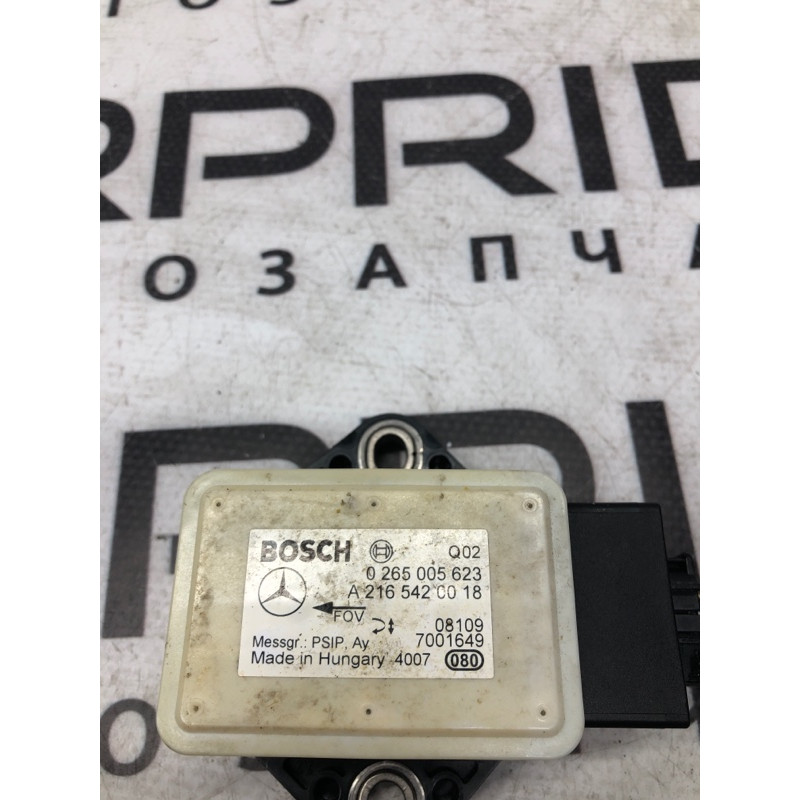 RPRID
ОЗАПЧА
BOSCH Q02
0 265 005 623
A 216 542 00 18
FOV
08109
Messgr.: PSIP, Ay 7001649
Made in Hungary 4007 080